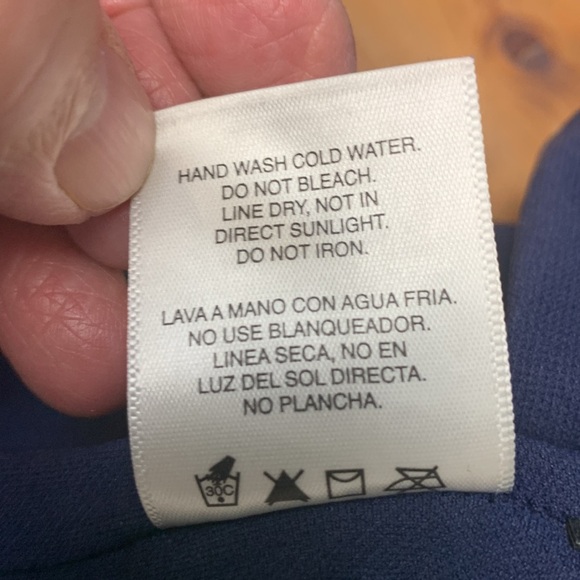 HAND WASH COLD WATER.
DO NOT BLEACH.
LINE DRY, NOT IN
DIRECT SUNLIGHT.
DO NOT IRON.
LAVA A MANO CON AGUA FRIA.
NO USE BLANQUEADOR.
LINEA SECA, NO EN
LUZ DEL SOL DIRECTA.
NO PLANCHA.
30C